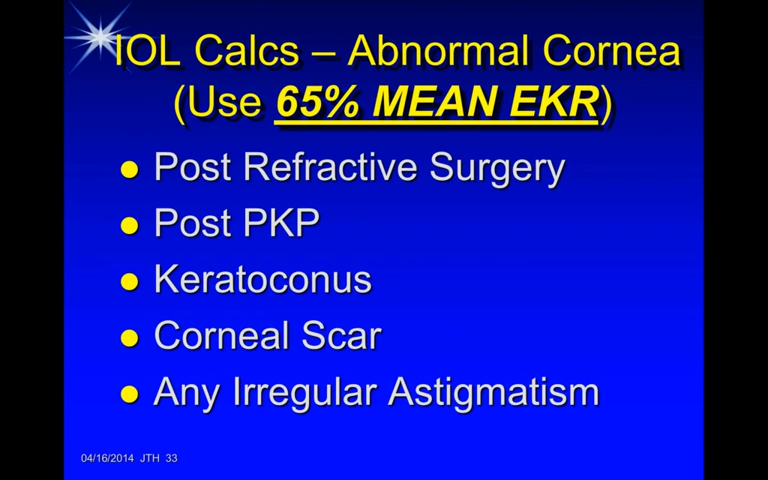 IOL Calcs – Abnormal Cornea
(Use 65% MEAN EKR)
Post Refractive Surgery
Post PKP
Keratoconus
Corneal Scar
Any Irregular Astigmatism
04/16/2014 JTH 33